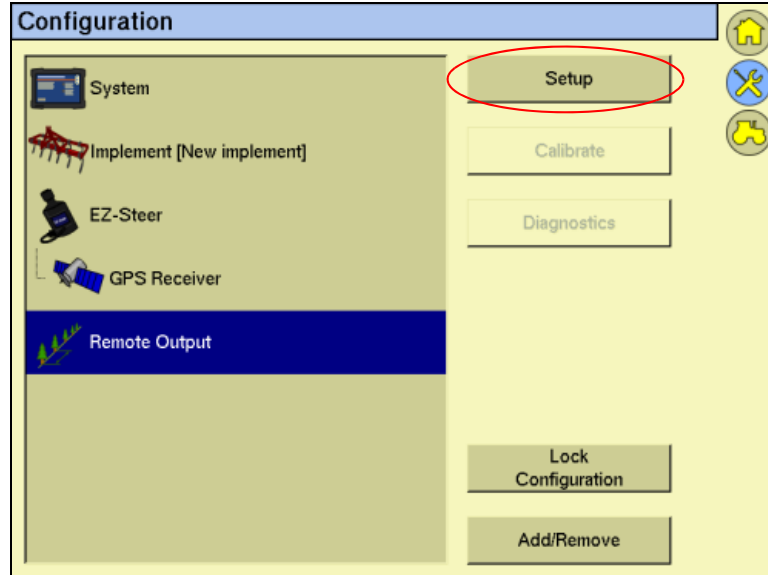 Configuration
System
Implement [New implement]
EZ-Steer
GPS Receiver
Remote Output
Setup
Calibrate
Diagnostics
Lock
Configuration
Add/Remove